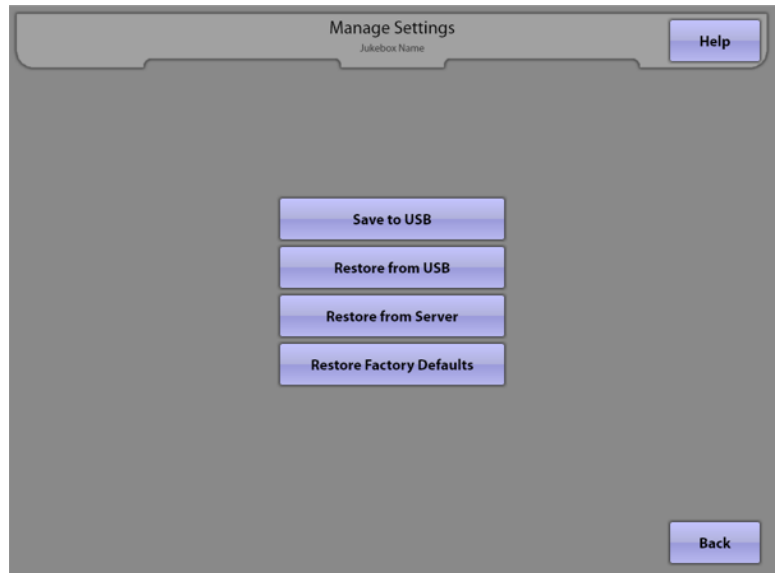 Manage Settings
Jukebox Name
Help
Save to USB
Restore from USB
Restore from Server
Restore Factory Defaults
Back